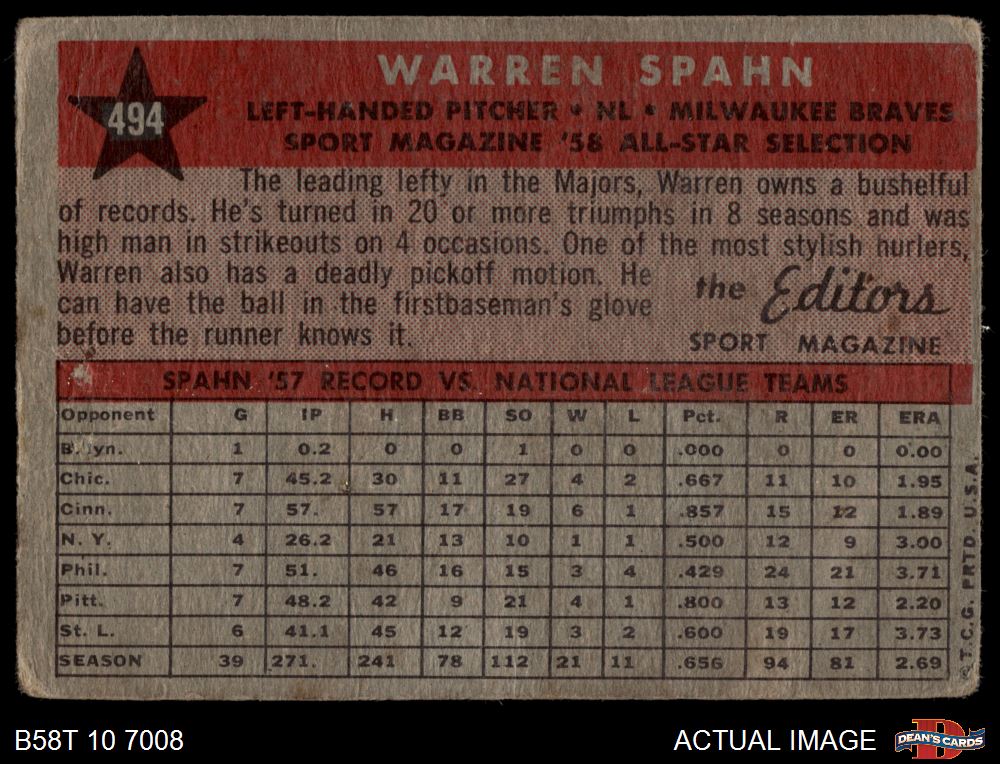 WARREN SPAHN
494
LEFT-HANDED PITCHER • NL • MILWAUKEE BRAVES
SPORT MAGAZINE '58 ALL-STAR SELECTION
The leading lefty in the Majors, Warren owns a bushelful
of records. He's turned in 20 or more triumphs in 8 seasons and was
high man in strikeouts on 4 occasions. One of the most stylish hurlers,
Warren also has a deadly pickoff motion. He
can have the ball in the firstbaseman's glove
before the runner knows it.
the Editors
SPORT MAGAZINE
SPAHN '57 RECORD VS. NATIONAL LEAGUE TEAMS
Opponent G IP H BB SO W L Pct. R ER ERA
1 0.2 0 0 1 0 0 .000 0 0 0.00
Chic. 7 45.2 30 11 27 4 2 .667 11 10 1.95
Cinn. 7 57. 57 17 19 6 1 .857 15 12 1.89
N. Y. 4 26.2 21 13 10 1 1 .500 12 9 3.00
Phil. 7 51. 46 16 15 3 4 .429 24 21 3.71
Pitt. 7 48.2 42 9 21 4 1 .800 13 12 2.20
St. L. 6 41.1 45 12 19 3 2 .600 19 17 3.73
SEASON 39 271. 241 78 112 21 11 .656 94 81 2.69
© T.C.G. PRTD. U.S.A.
B58T 10 7008
ACTUAL IMAGE
DEAN'S CARDS